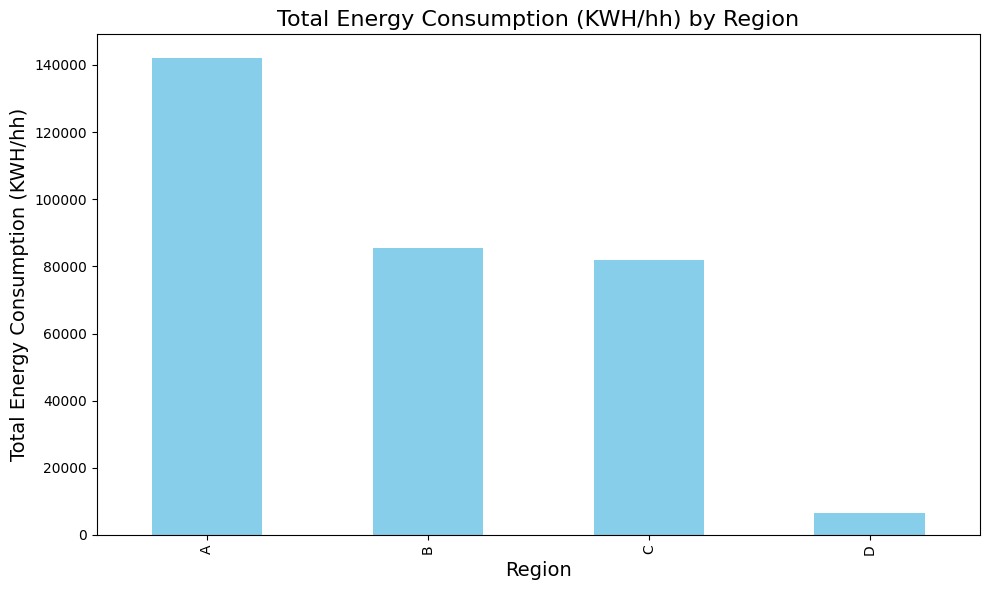 Total Energy Consumption (KWH/hh) by Region
Total Energy Consumption (KWH/hh)
140000
120000
100000
80000
60000
40000
20000
0
A
B
C
D
Region